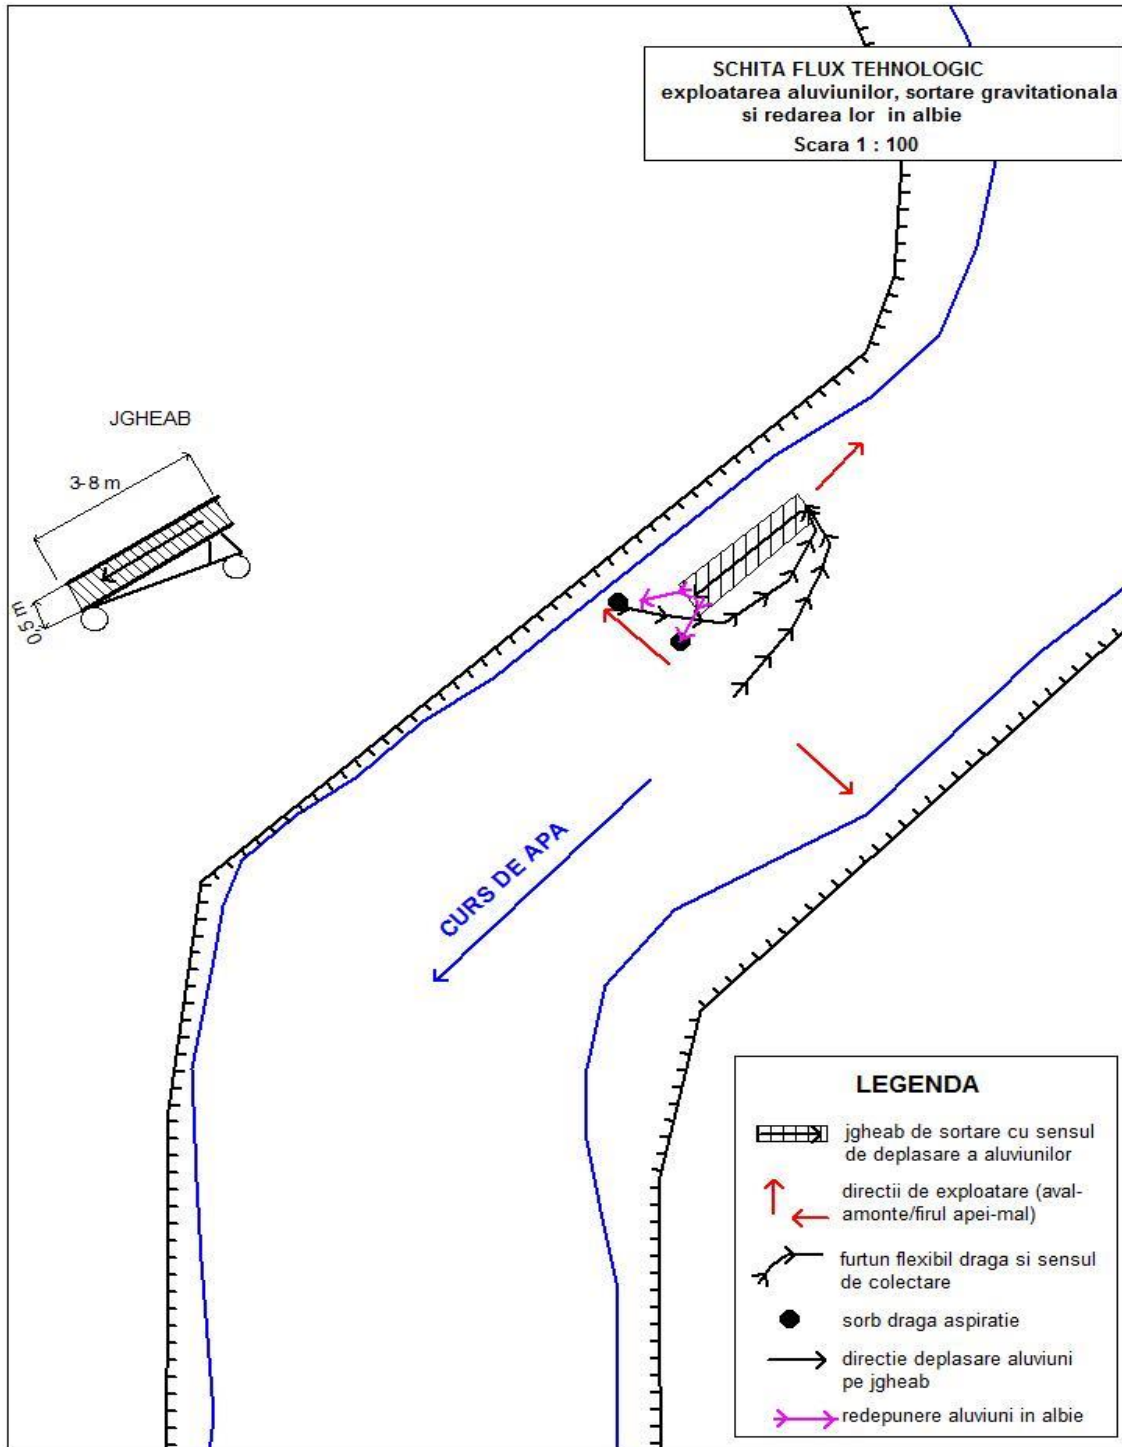 SCHITA FLUX TEHNOLOGIC
exploatarea aluviunilor, sortare gravitationala
si redarea lor in albie
Scara 1 : 100
JGHEAB
3-8 m
0,5 m
CURS DE APA
LEGENDA
jgheab de sortare cu sensul
de deplasare a aluviunilor
directii de exploatare (aval-
amonte/firul apei-mal)
furtun flexibil draga si sensul
de colectare
sorb draga aspiratie
directie deplasare aluviuni
pe jgheab
redepunere aluviuni in albie